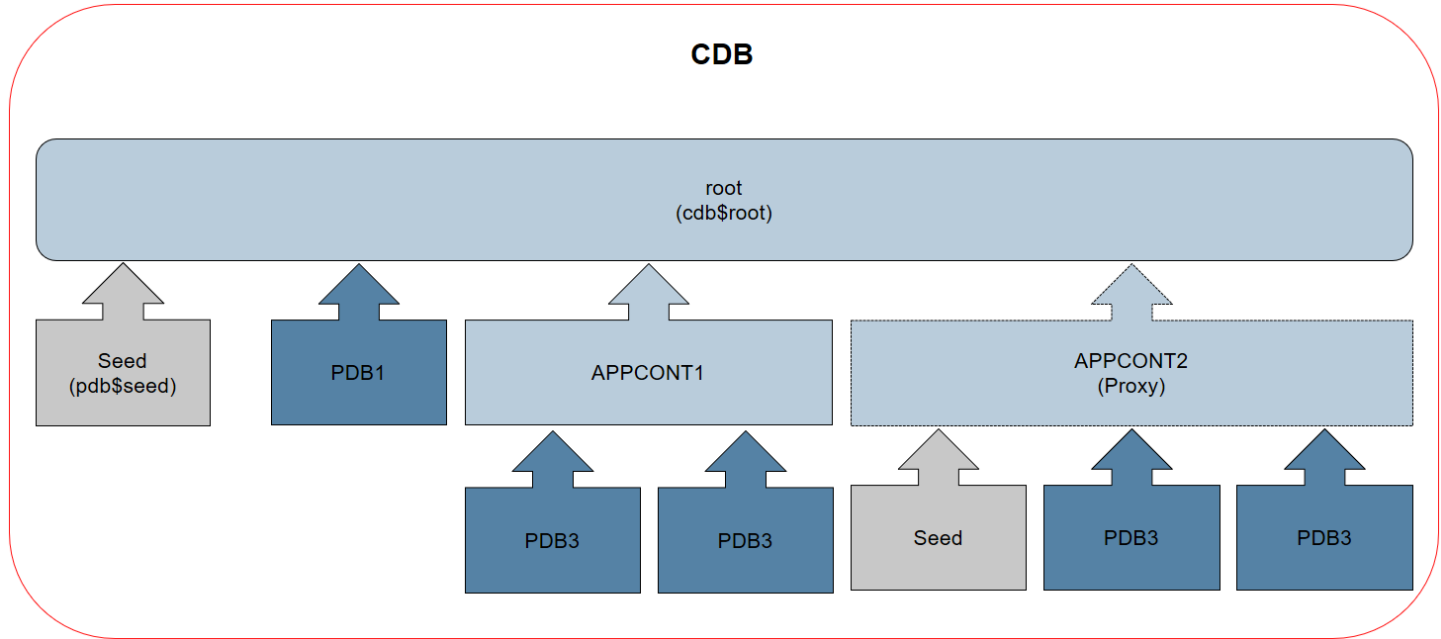 CDB
root
(cdb$root)
Seed
(pdb$seed)
PDB1
APPCONT1
APPCONT2
(Proxy)
PDB3
PDB3
Seed
PDB3
PDB3